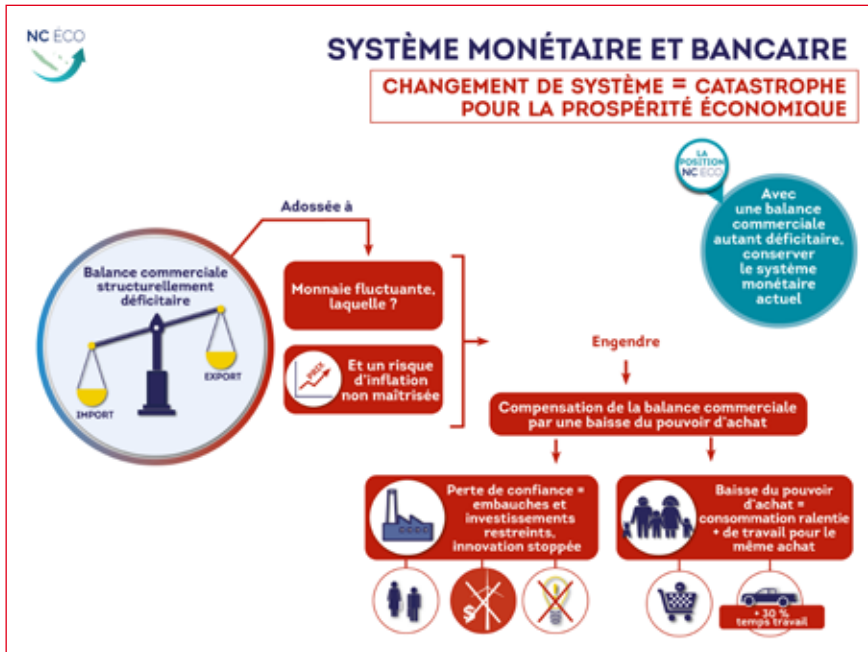 NC ÉCO
SYSTÈME MONÉTAIRE ET BANCAIRE
CHANGEMENT DE SYSTÈME = CATASTROPHE
POUR LA PROSPÉRITÉ ÉCONOMIQUE
LA
POSITION
NC ECO
Avec
une balance
commerciale
autant déficitaire,
conserver
le système
monétaire
actuel
Adossée à
Balance commerciale
structurellement
déficitaire
IMPORT
EXPORT
Monnaie fluctuante,
laquelle ?
PRIX
Et un risque
d'inflation
non maîtrisée
Engendre
Compensation de la balance commerciale
par une baisse du pouvoir d'achat
Perte de confiance =
embauches et
investissements
restreints,
innovation stoppée
$
Baisse du pouvoir
d'achat =
consommation ralentie
+ de travail pour le
même achat
+ 30 %
temps travail